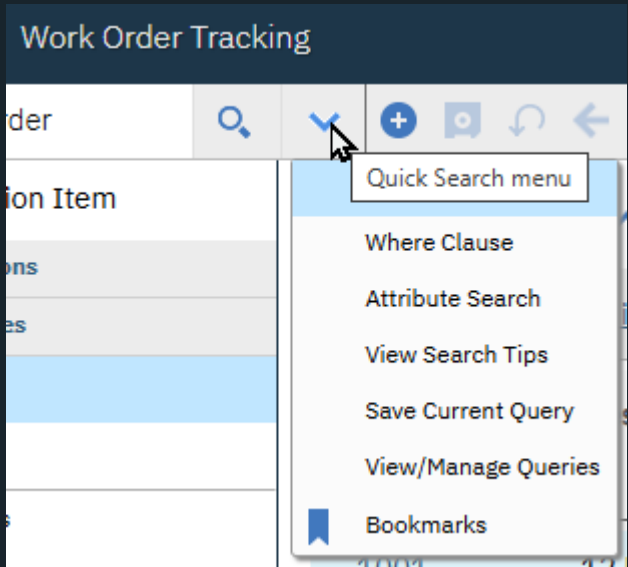 Work Order Tracking
rder
Quick Search menu
ion Item
Where Clause
ons
Attribute Search
es
View Search Tips
Save Current Query
View/Manage Queries
Bookmarks